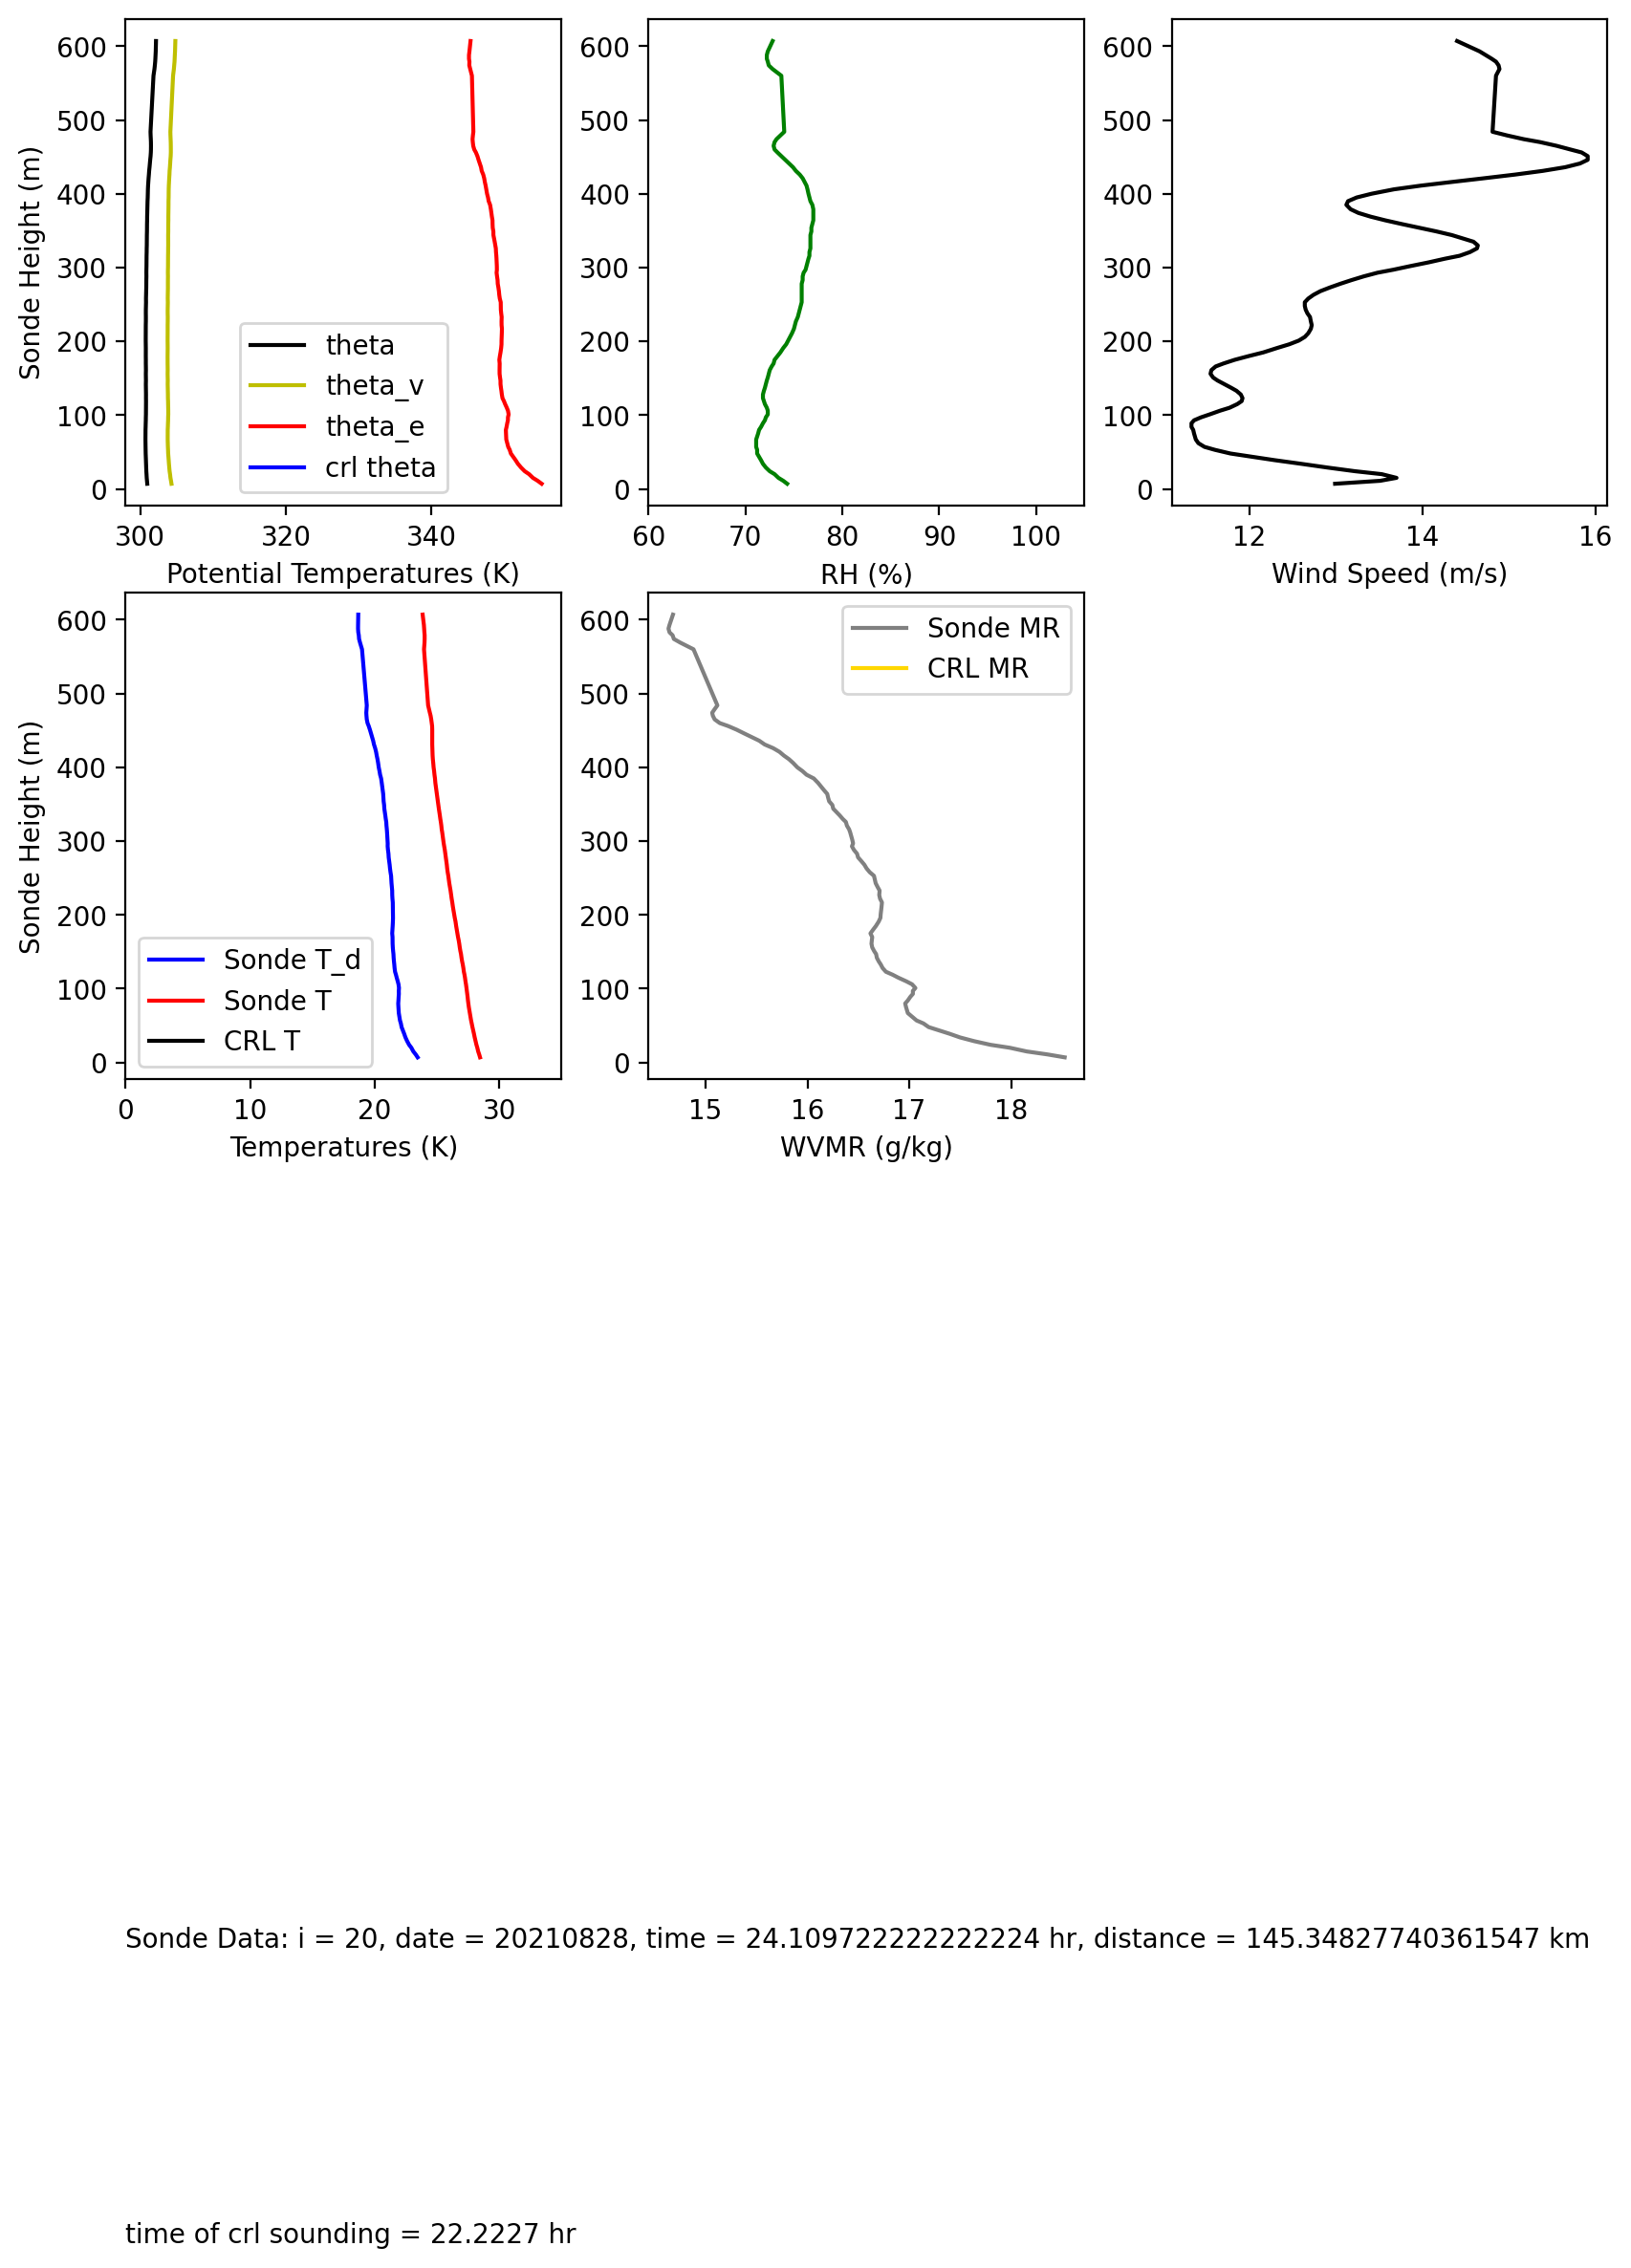 600
500
400
300
200
100
0
Sonde Height (m)
300 320 340
Potential Temperatures (K)
theta
theta_v
theta_e
crl theta
600
500
400
300
200
100
0
60 70 80 90 100
RH (%)
600
500
400
300
200
100
0
12 14 16
Wind Speed (m/s)
600
500
400
300
200
100
0
Sonde Height (m)
Sonde T_d
Sonde T
CRL T
0 10 20 30
Temperatures (K)
600
500
400
300
200
100
0
Sonde MR
CRL MR
15 16 17 18
WVMR (g/kg)
Sonde Data: i = 20, date = 20210828, time = 24.109722222222224 hr, distance = 145.34827740361547 km
time of crl sounding = 22.2227 hr